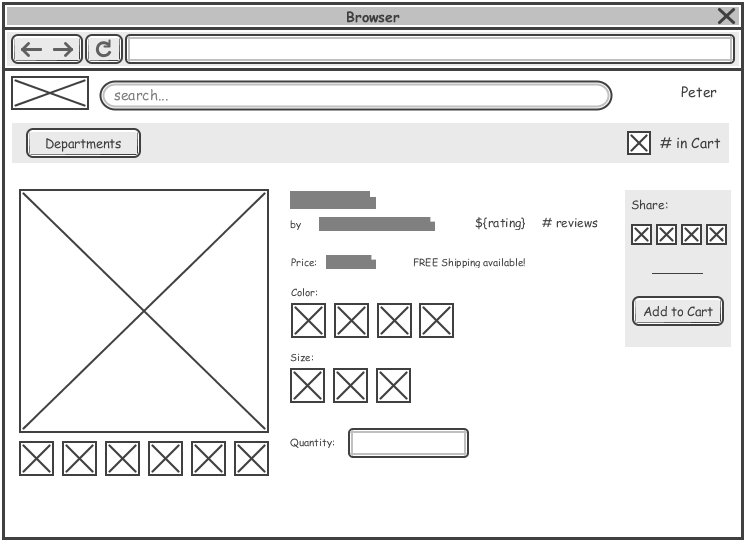 Browser
search...
Peter
Departments
# in Cart
by
${rating}
# reviews
Price:
FREE Shipping available!
Color:
Size:
Quantity:
Share:
Add to Cart